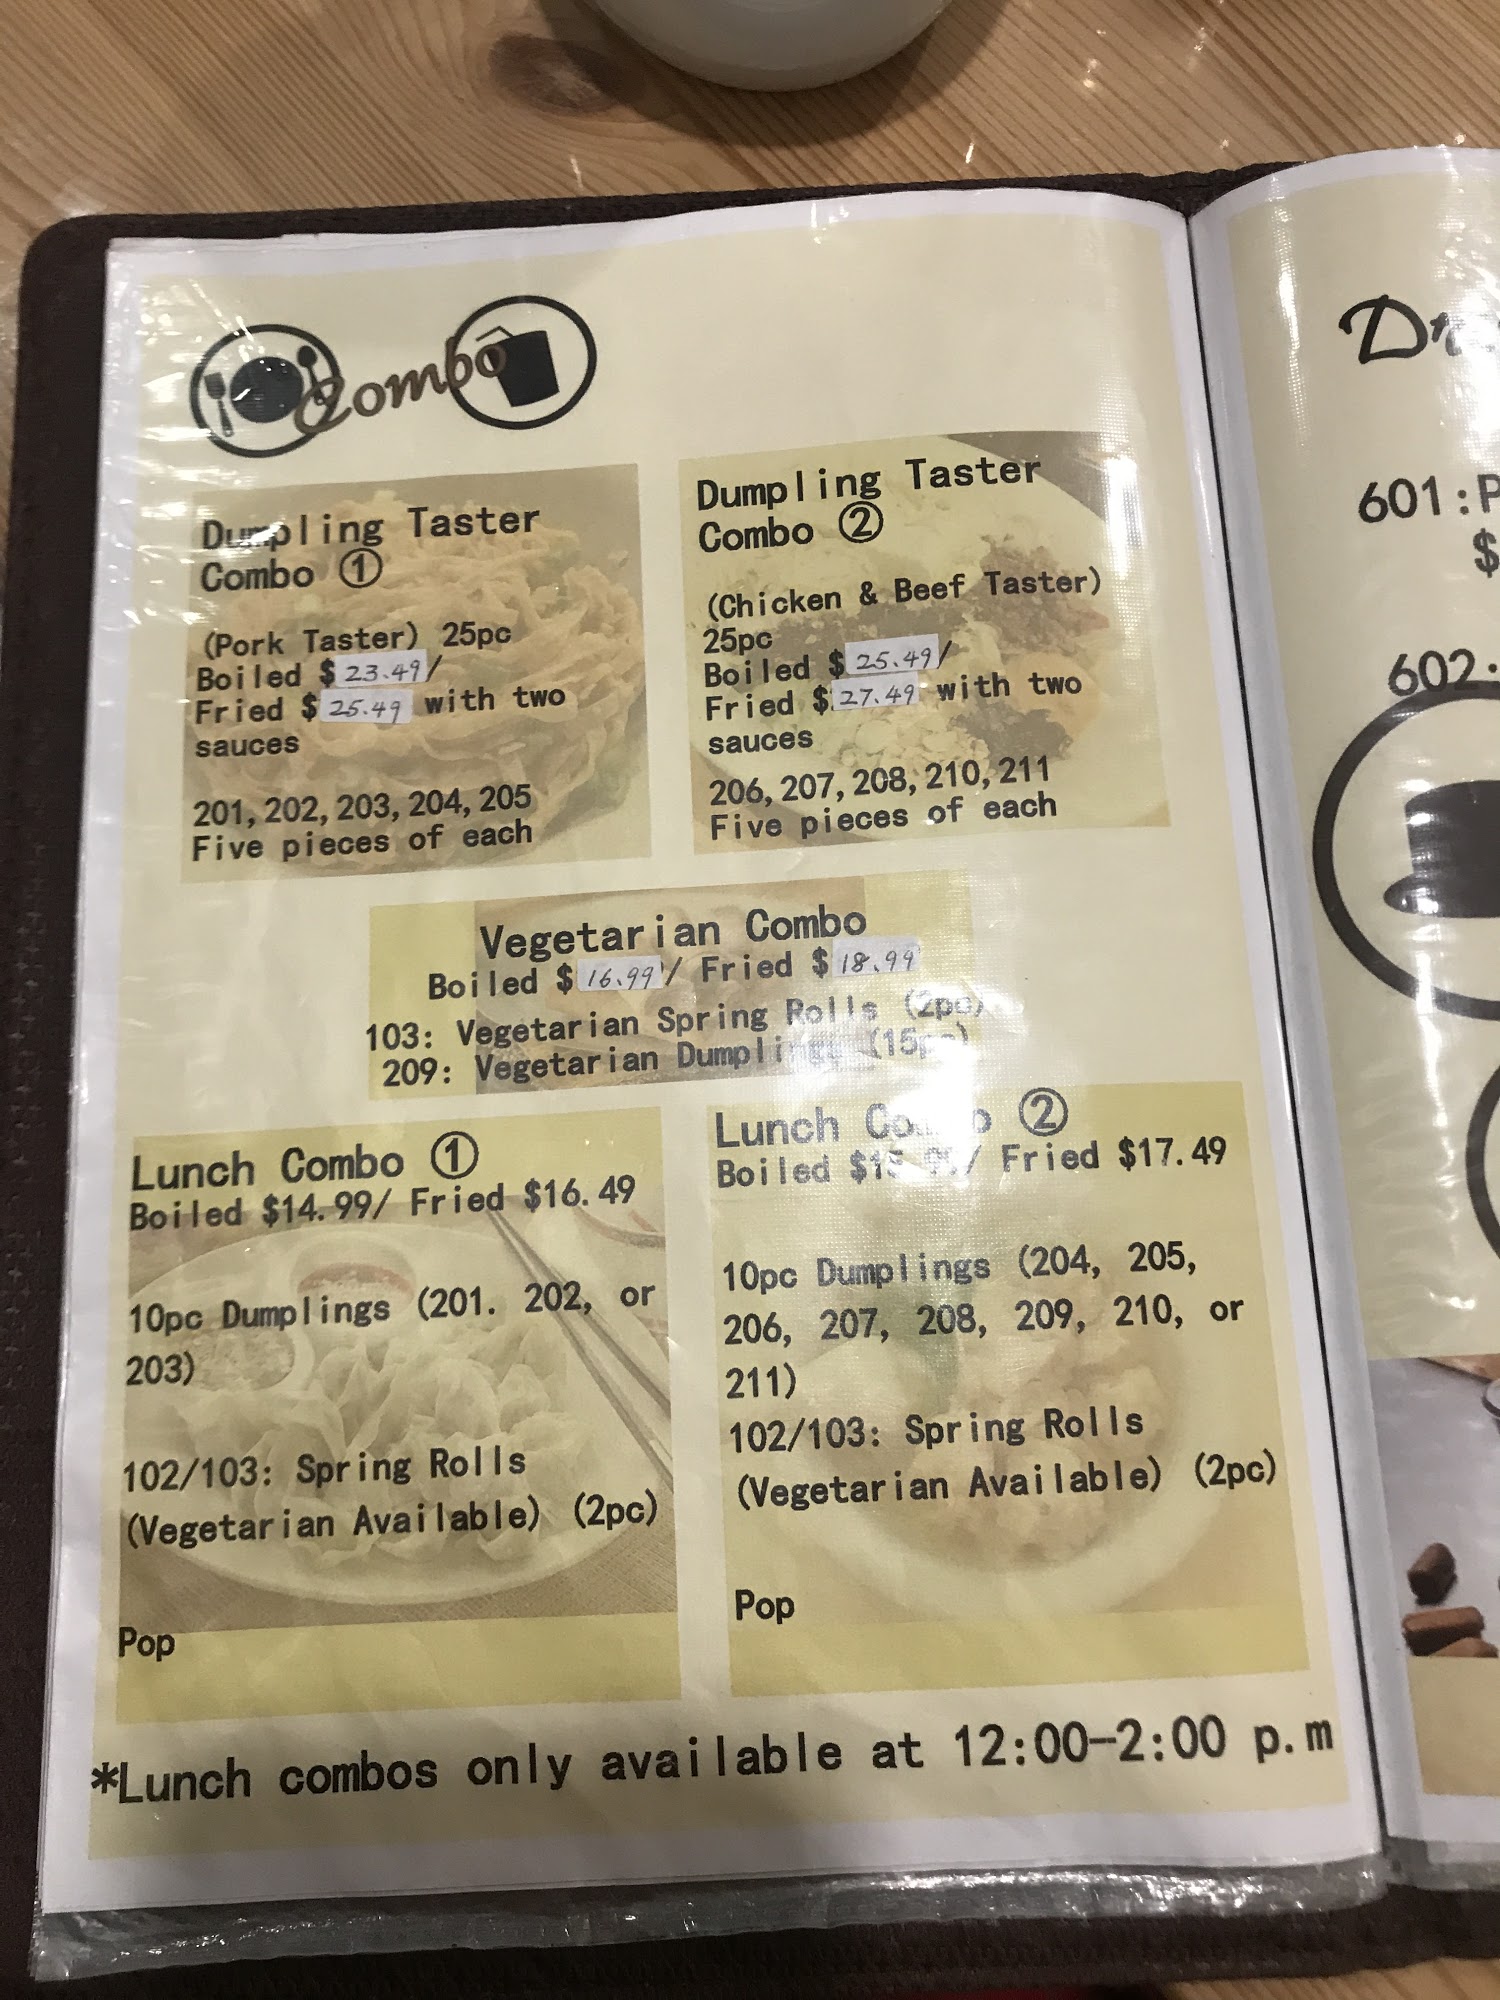 Combo
Dumpling Taster
Combo ①
(Pork Taster) 25pc
Boiled $ 23.49/
Fried $ 25.49 with two
sauces
201, 202, 203, 204, 205
Five pieces of each
Dumpling Taster
Combo ②
(Chicken & Beef Taster)
25pc
Boiled $ 25.49/
Fried $ 27.49 with two
sauces
206, 207, 208, 210, 211
Five pieces of each
Vegetarian Combo
Boiled $ 16.99/ Fried $ 18.99
103: Vegetarian Spring Rolls (2pc)
209: Vegetarian Dumplings (15pc)
Lunch Combo ①
Boiled $14.99/ Fried $16.49
10pc Dumplings (201. 202, or
203)
102/103: Spring Rolls
(Vegetarian Available) (2pc)
Pop
Lunch Combo ②
Boiled / Fried $17.49
10pc Dumplings (204, 205,
206, 207, 208, 209, 210, or
211)
102/103: Spring Rolls
(Vegetarian Available) (2pc)
Pop
*Lunch combos only available at 12:00-2:00 p.m
601:
$
602